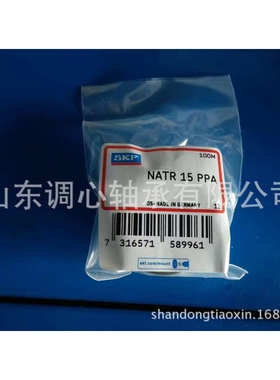 100M
SKF
NATR 15 PPA
山东调心轴承有限公司
DS-MADE IN GERMANY
7 316571 589961
skf.com/mount
shandongtiaoxin.168